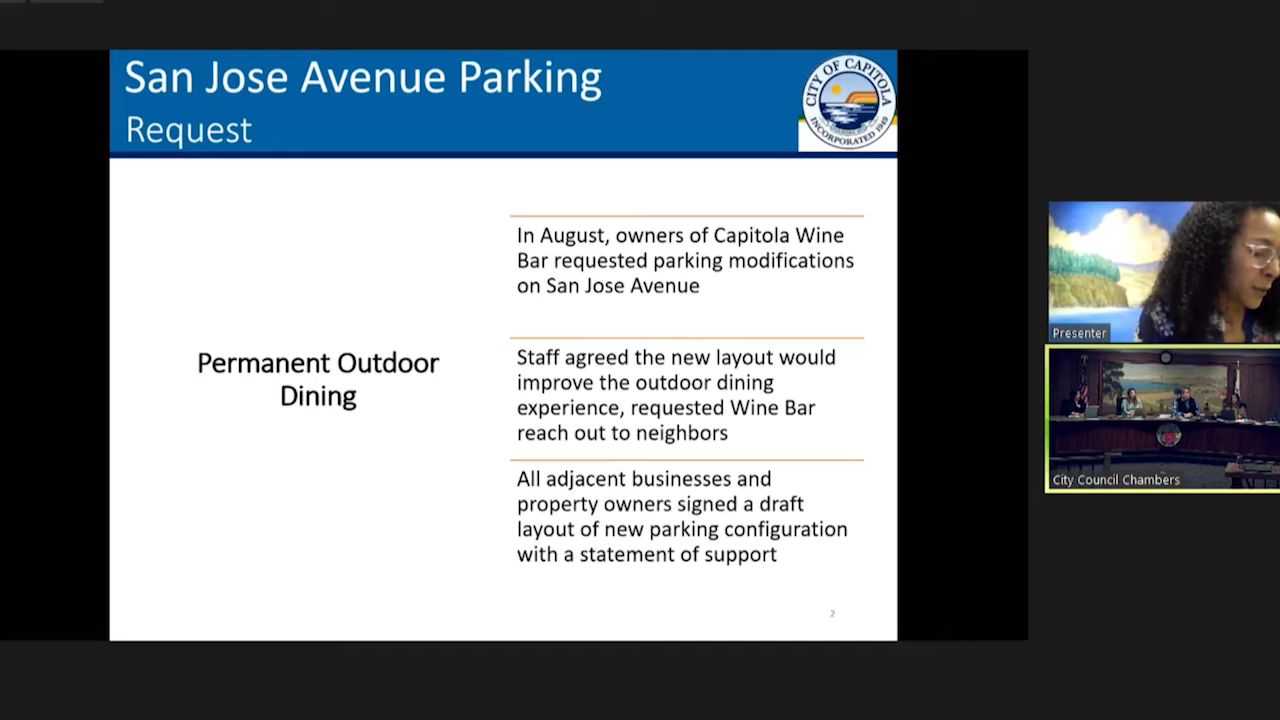 San Jose Avenue Parking
Request
CITY OF CAPITOLA
INCORPORATED 1949
Permanent Outdoor
Dining
In August, owners of Capitola Wine
Bar requested parking modifications
on San Jose Avenue
Staff agreed the new layout would
improve the outdoor dining
experience, requested Wine Bar
reach out to neighbors
All adjacent businesses and
property owners signed a draft
layout of new parking configuration
with a statement of support
2
Presenter
City Council Chambers